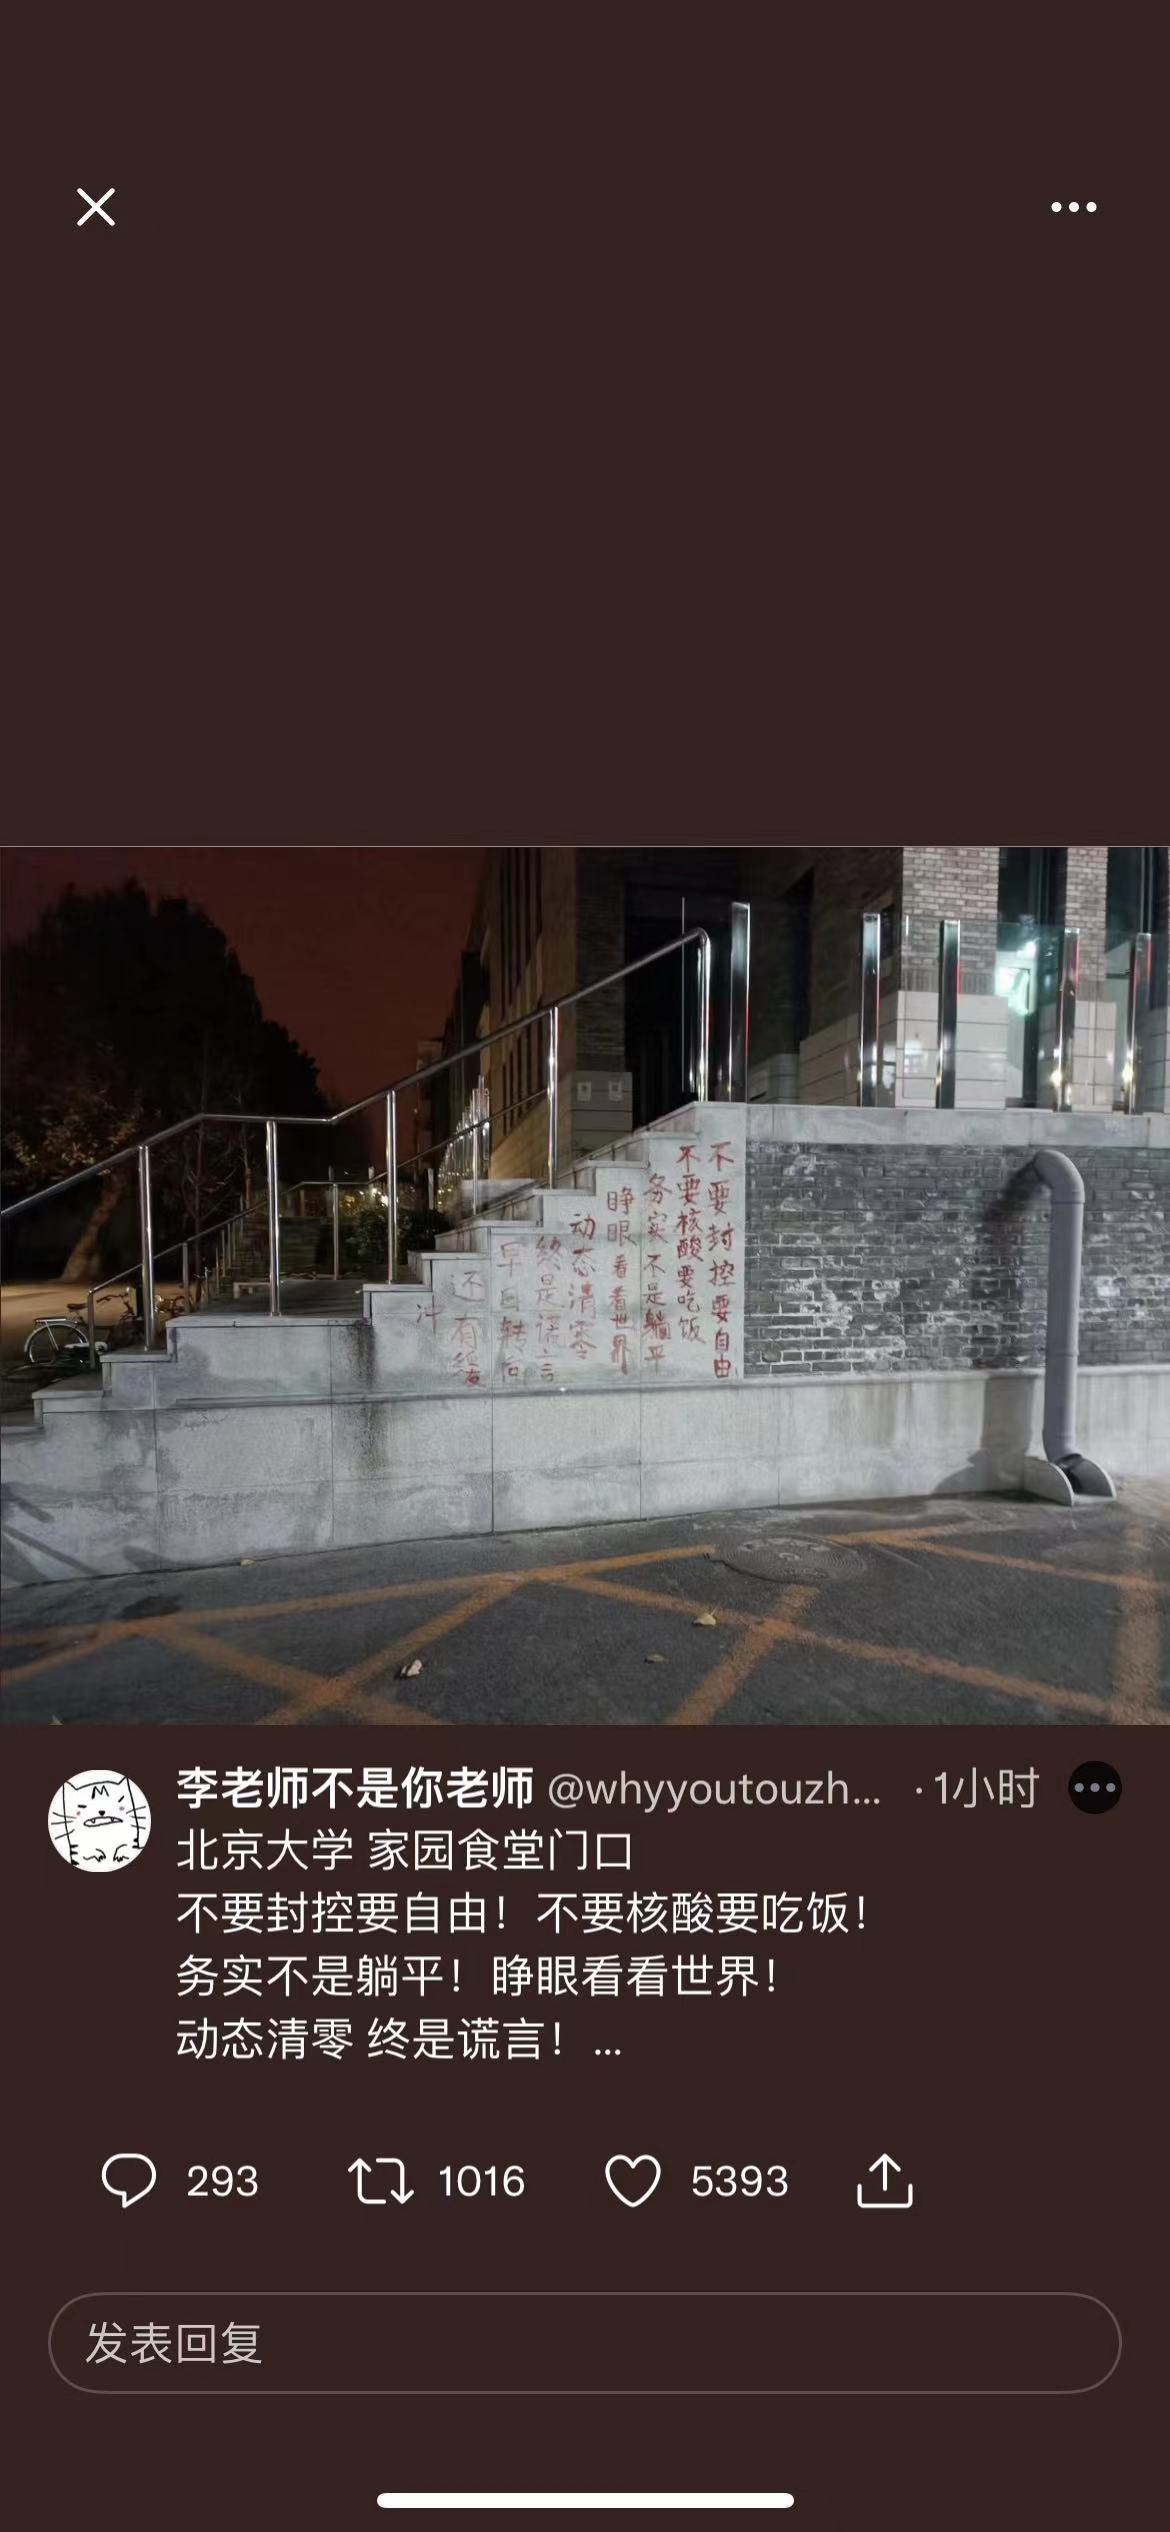 不要封控要自由
不要核酸要吃饭
务实不是躺平
睁眼看看世界
动态清零
终是谎言
早日转向
还有缓
冲
李老师不是你老师 @whyyoutouzh... ·1小时
北京大学 家园食堂门口
不要封控要自由！不要核酸要吃饭！
务实不是躺平！睁眼看看世界！
动态清零 终是谎言！ ...
293 1016 5393
发表回复